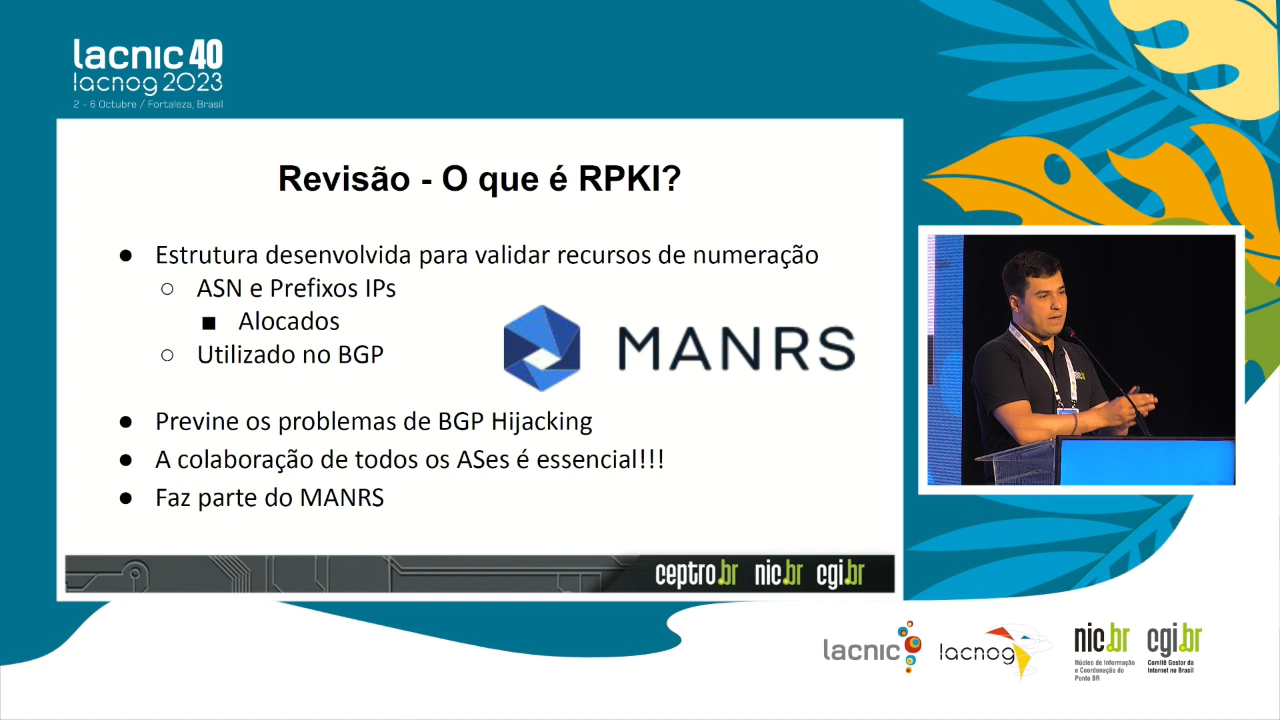 lacnic 40
lacnog 2023
2 - 6 Octubre / Fortaleza, Brasil
Revisão - O que é RPKI?
● Estrutura desenvolvida para validar recursos de numeração
○ ASN e Prefixos IPs
■ Alocados
○ Utilizado no BGP
MANRS
● Previne os problemas de BGP Hijacking
● A colaboração de todos os ASes é essencial!!!
● Faz parte do MANRS
ceptro.br nic.br cgi.br
lacnic
lacnog
nic.br
Núcleo de Informação
e Coordenação do
Ponto BR
cgi.br
Comitê Gestor da
Internet no Brasil